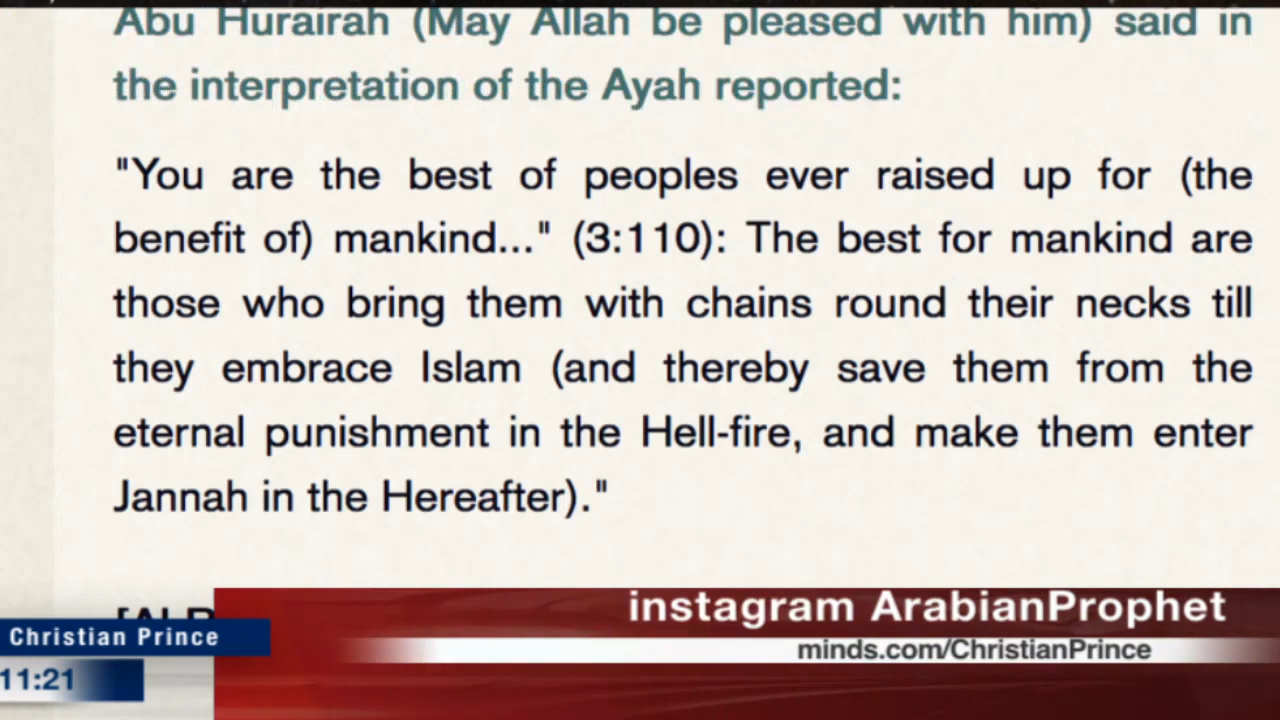 Abu Hurairah (May Allah be pleased with him) said in
the interpretation of the Ayah reported:
"You are the best of peoples ever raised up for (the
benefit of) mankind..." (3:110): The best for mankind are
those who bring them with chains round their necks till
they embrace Islam (and thereby save them from the
eternal punishment in the Hell-fire, and make them enter
Jannah in the Hereafter)."
instagram ArabianProphet
Christian Prince
minds.com/ChristianPrince
11:21